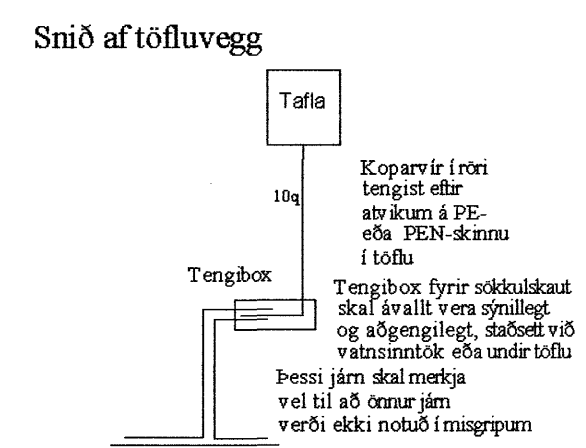 Snið af töfluvegg
Tafla
10q
Koparvír í röri
tengist eftir
atvikum á PE-
eða PEN-skinnu
í töflu
Tengibox
Tengibox fyrir sökkulskaut
skal ávallt vera sýnillegt
og aðgengilegt, staðsett við
vatnsinntök eða undir töflu
Þessi járn skal merkja
vel til að önnur járn
verði ekki notuð í misgripum